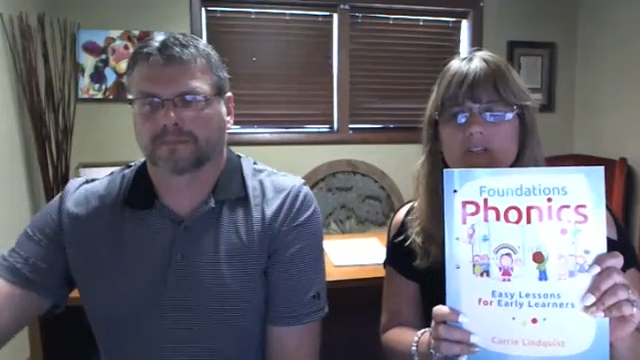 Foundations
Phonics
Easy Lessons
for Early Learners
Carrie Lindquist